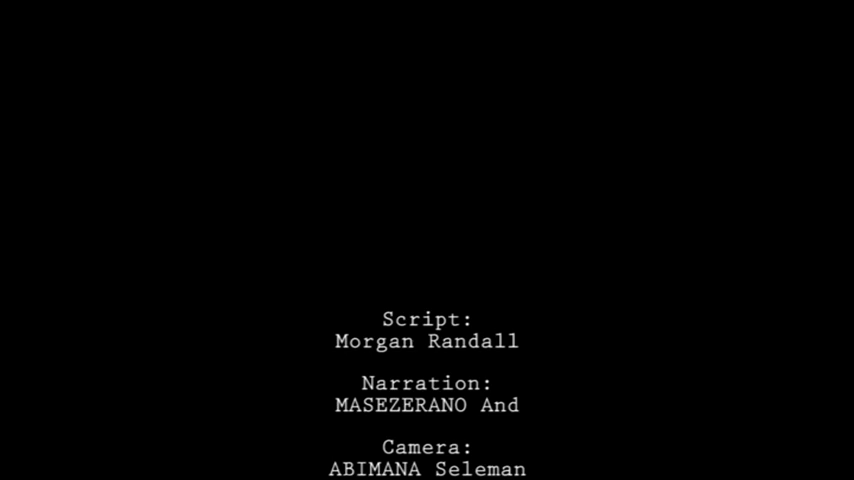 Script:
Morgan Randall
Narration:
MASEZERANO And
Camera:
ABIMANA Seleman